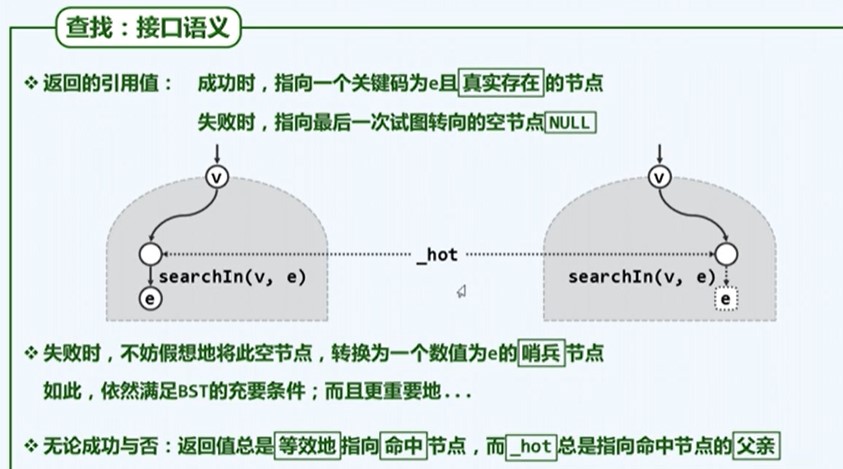 查找：接口语义
❖ 返回的引用值： 成功时，指向一个关键码为e且真实存在的节点
失败时，指向最后一次试图转向的空节点NULL
v
v
_hot
searchIn(v, e)
searchIn(v, e)
e
e
❖ 失败时，不妨假想地将此空节点，转换为一个数值为e的哨兵节点
如此，依然满足BST的充要条件；而且更重要地...
❖ 无论成功与否：返回值总是等效地指向命中节点，而_hot总是指向命中节点的父亲